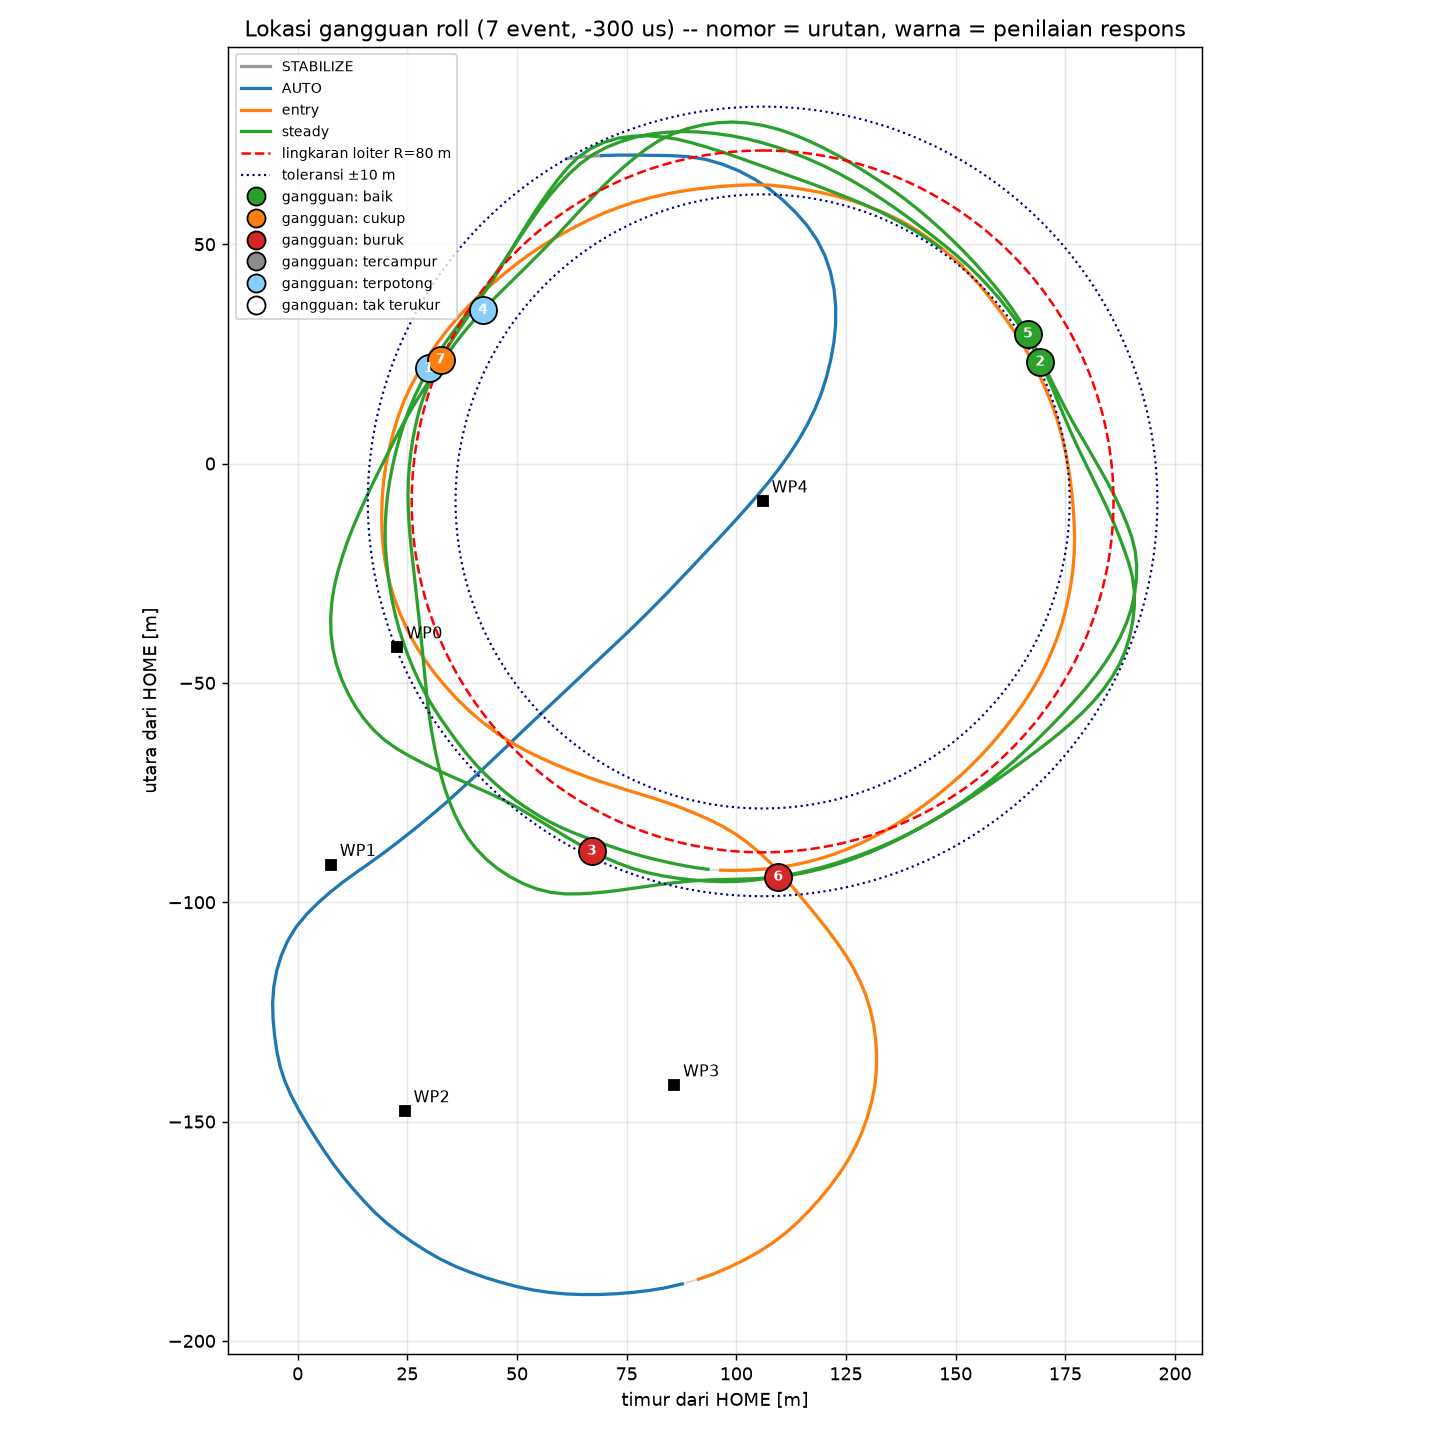 Lokasi gangguan roll (7 event, -300 us) -- nomor = urutan, warna = penilaian respons
STABILIZE
AUTO
entry
steady
lingkaran loiter R=80 m
toleransi ±10 m
gangguan: baik
gangguan: cukup
gangguan: buruk
gangguan: tercampur
gangguan: terpotong
gangguan: tak terukur
4
7
5
2
WP4
WP0
WP1
3
6
WP3
WP2
50
0
−50
−100
−150
−200
utara dari HOME [m]
0 25 50 75 100 125 150 175 200
timur dari HOME [m]